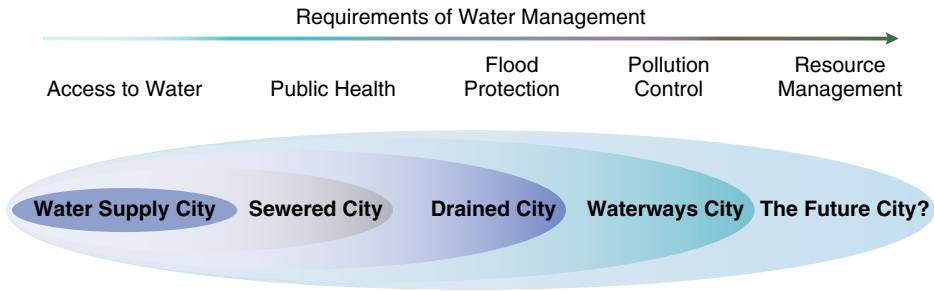 Requirements of Water Management
Access to Water
Public Health
Flood
Protection
Pollution
Control
Resource
Management
Water Supply City
Sewered City
Drained City
Waterways City
The Future City?